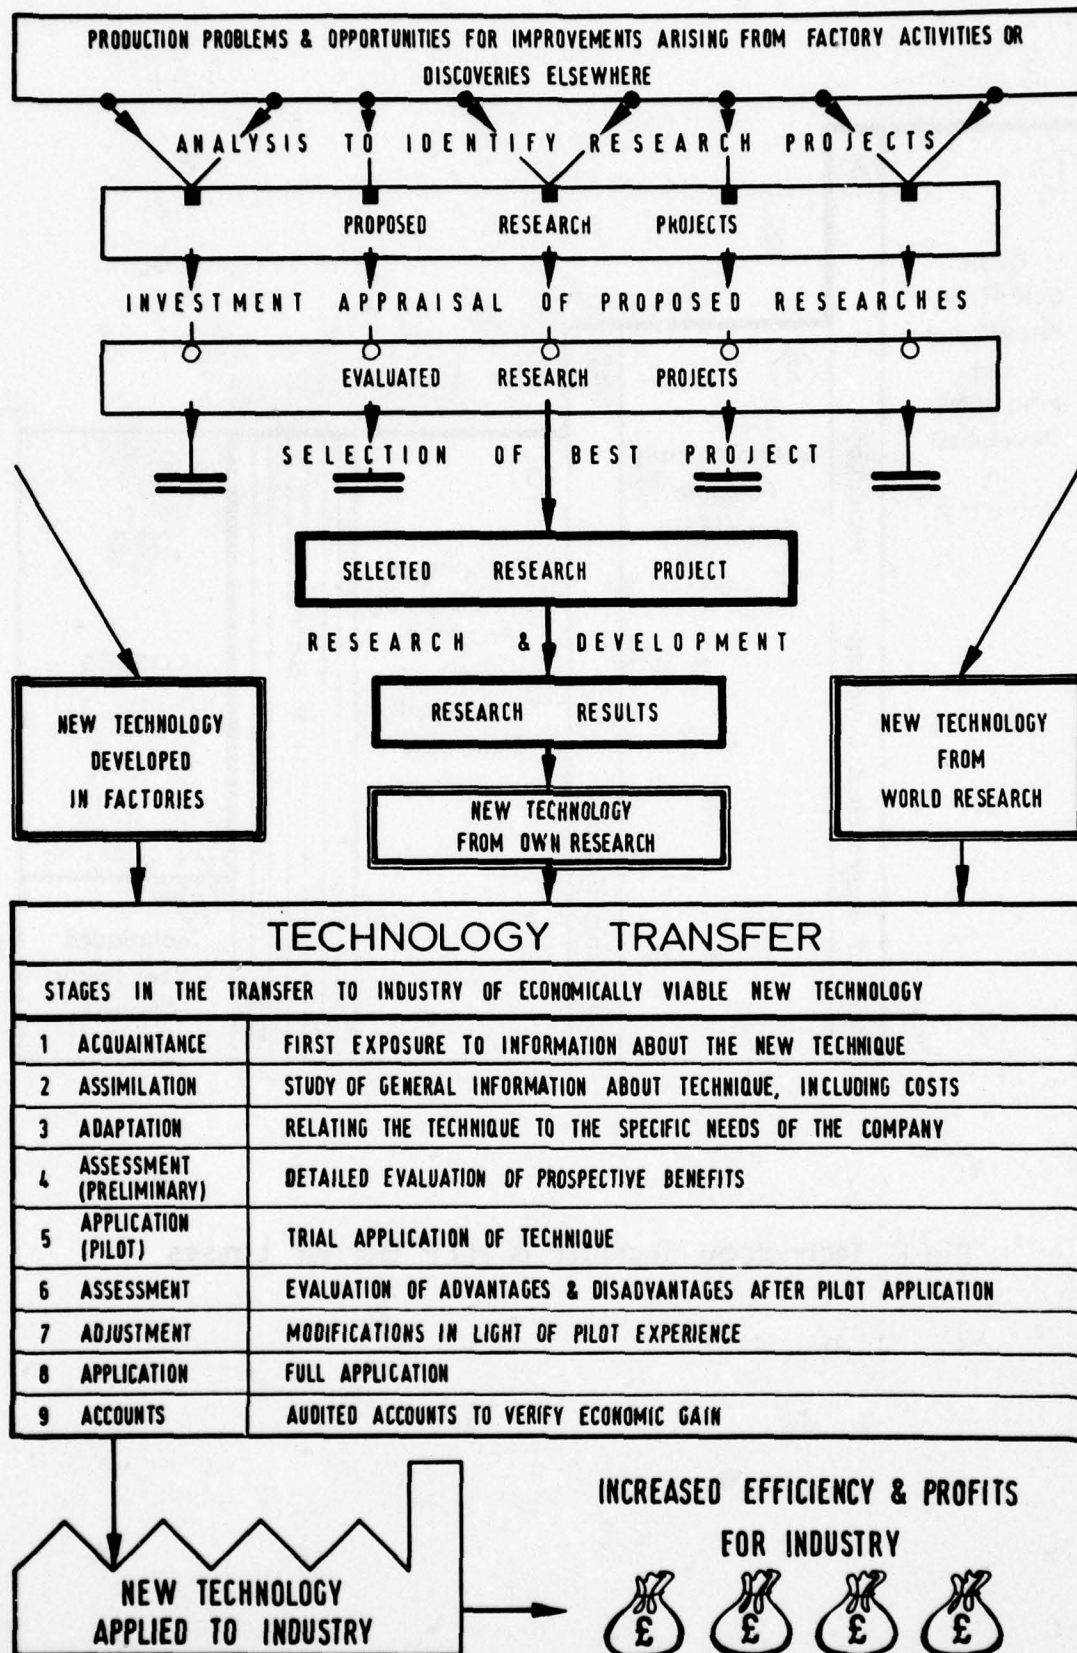 PRODUCTION PROBLEMS & OPPORTUNITIES FOR IMPROVEMENTS ARISING FROM FACTORY ACTIVITIES OR
DISCOVERIES ELSEWHERE
ANALYSIS TO IDENTIFY RESEARCH PROJECTS
PROPOSED RESEARCH PROJECTS
INVESTMENT APPRAISAL OF PROPOSED RESEARCHES
EVALUATED RESEARCH PROJECTS
SELECTION OF BEST PROJECT
SELECTED RESEARCH PROJECT
RESEARCH & DEVELOPMENT
NEW TECHNOLOGY
DEVELOPED
IN FACTORIES
RESEARCH RESULTS
NEW TECHNOLOGY
FROM OWN RESEARCH
NEW TECHNOLOGY
FROM
WORLD RESEARCH
TECHNOLOGY TRANSFER
STAGES IN THE TRANSFER TO INDUSTRY OF ECONOMICALLY VIABLE NEW TECHNOLOGY
1 ACQUAINTANCE FIRST EXPOSURE TO INFORMATION ABOUT THE NEW TECHNIQUE
2 ASSIMILATION STUDY OF GENERAL INFORMATION ABOUT TECHNIQUE, INCLUDING COSTS
3 ADAPTATION RELATING THE TECHNIQUE TO THE SPECIFIC NEEDS OF THE COMPANY
4 ASSESSMENT
(PRELIMINARY) DETAILED EVALUATION OF PROSPECTIVE BENEFITS
5 APPLICATION
(PILOT) TRIAL APPLICATION OF TECHNIQUE
6 ASSESSMENT EVALUATION OF ADVANTAGES & DISADVANTAGES AFTER PILOT APPLICATION
7 ADJUSTMENT MODIFICATIONS IN LIGHT OF PILOT EXPERIENCE
8 APPLICATION FULL APPLICATION
9 ACCOUNTS AUDITED ACCOUNTS TO VERIFY ECONOMIC GAIN
NEW TECHNOLOGY
APPLIED TO INDUSTRY
INCREASED EFFICIENCY & PROFITS
FOR INDUSTRY
£ £ £ £